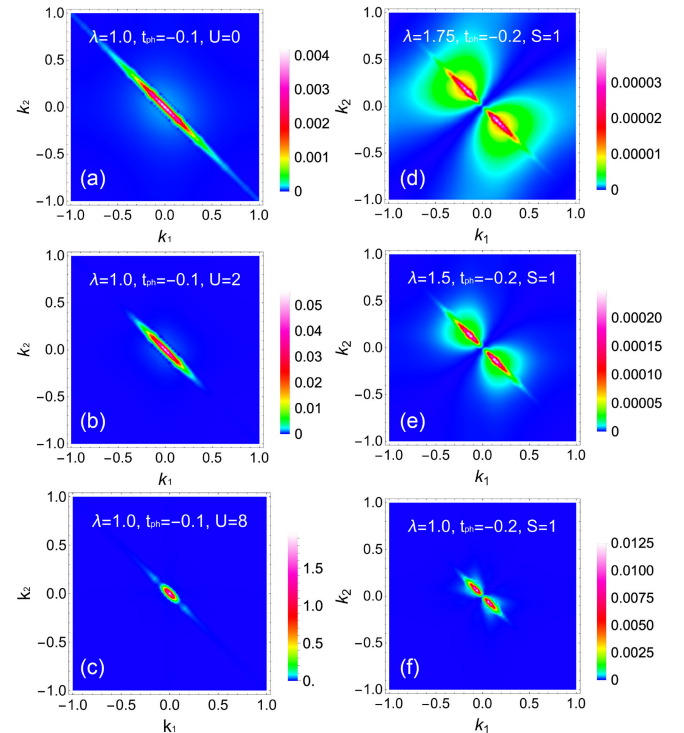 λ=1.0, tph=−0.1, U=0
(a)
1.0
0.5
0.0
−0.5
−1.0
k2
−1.0 −0.5 0.0 0.5 1.0
k1
0.004
0.003
0.002
0.001
0
λ=1.75, tph=−0.2, S=1
(d)
1.0
0.5
0.0
−0.5
−1.0
k2
−1.0 −0.5 0.0 0.5 1.0
k1
0.00003
0.00002
0.00001
0
λ=1.0, tph=−0.1, U=2
(b)
1.0
0.5
0.0
−0.5
−1.0
k2
−1.0 −0.5 0.0 0.5 1.0
k1
0.05
0.04
0.03
0.02
0.01
0
λ=1.5, tph=−0.2, S=1
(e)
1.0
0.5
0.0
−0.5
−1.0
k2
−1.0 −0.5 0.0 0.5 1.0
k1
0.00020
0.00015
0.00010
0.00005
0
λ=1.0, tph=−0.1, U=8
(c)
1.0
0.5
0.0
−0.5
−1.0
k2
−1.0 −0.5 0.0 0.5 1.0
k1
1.5
1.0
0.5
0.
λ=1.0, tph=−0.2, S=1
(f)
1.0
0.5
0.0
−0.5
−1.0
k2
−1.0 −0.5 0.0 0.5 1.0
k1
0.0125
0.0100
0.0075
0.0050
0.0025
0